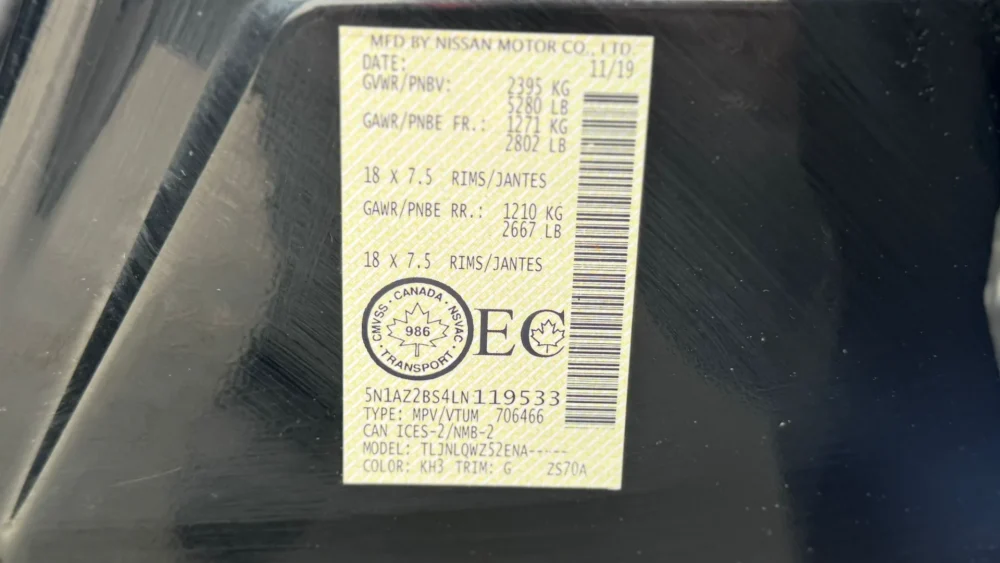 MFD BY NISSAN MOTOR CO., LTD.
DATE: 11/19
GVWR/PNBV: 2395 KG
5280 LB
GAWR/PNBE FR.: 1271 KG
2802 LB
18 X 7.5 RIMS/JANTES
GAWR/PNBE RR.: 1210 KG
2667 LB
18 X 7.5 RIMS/JANTES
CANADA · NSVAC · TRANSPORT · CMVSS ·
986
EC
5N1AZ2BS4LN119533
TYPE: MPV/VTUM 706466
CAN ICES-2/NMB-2
MODEL: TLJNLQWZ52ENA-----
COLOR: KH3 TRIM: G ZS70A